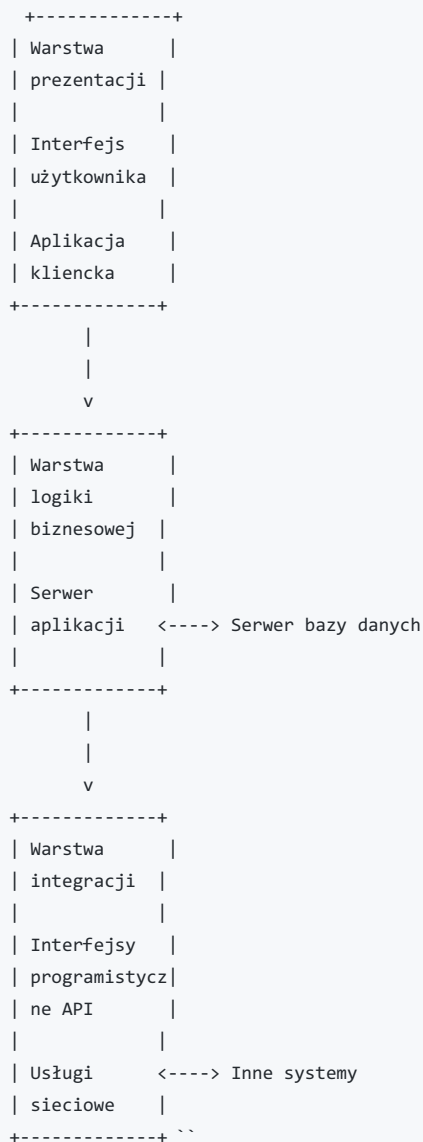 +-------------+
| Warstwa     |
| prezentacji |
|             |
| Interfejs   |
| użytkownika |
|             |
| Aplikacja   |
| kliencka    |
+-------------+
      |
      |
      v
+-------------+
| Warstwa     |
| logiki      |
| biznesowej  |
|             |
| Serwer      |
| aplikacji   <----> Serwer bazy danych
|             |
+-------------+
      |
      |
      v
+-------------+
| Warstwa     |
| integracji  |
|             |
| Interfejsy  |
| programistycz|
| ne API      |
|             |
| Usługi      <----> Inne systemy
| sieciowe    |
+-------------+ ``